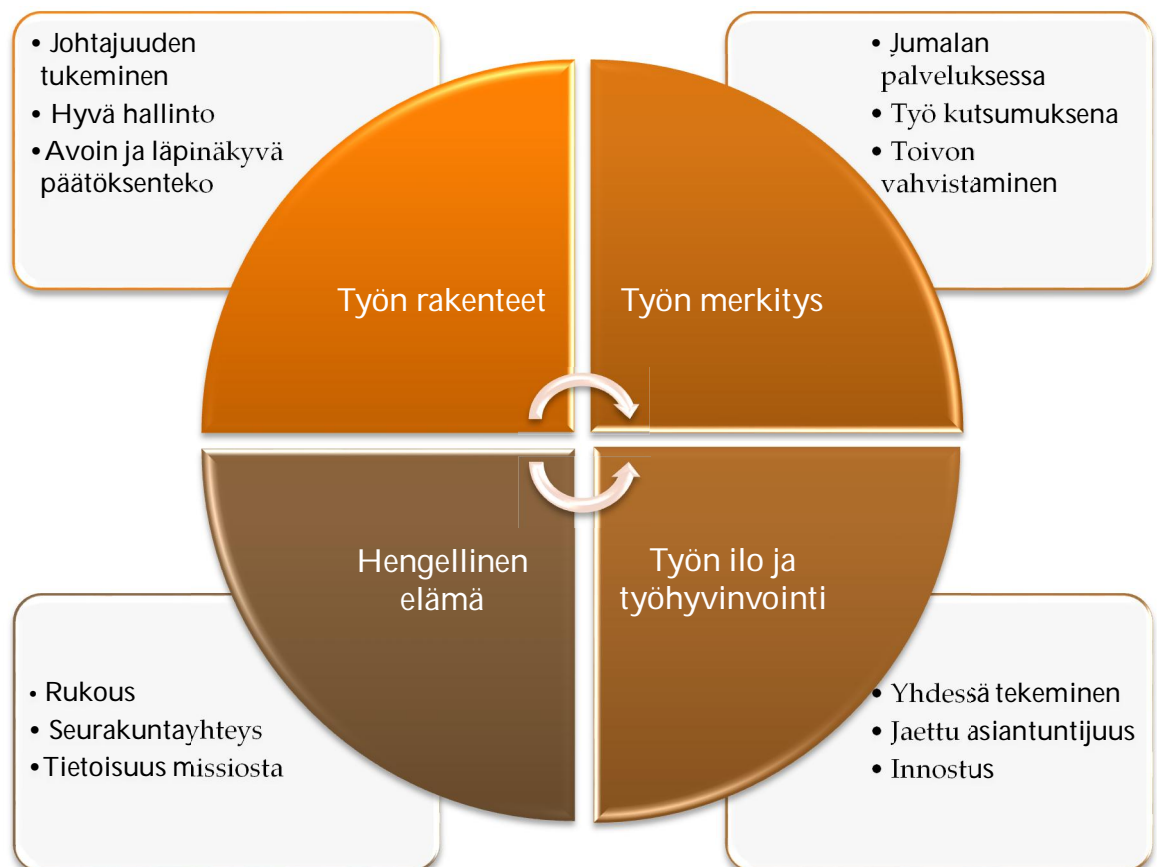 • Johtajuuden
tukeminen
• Hyvä hallinto
• Avoin ja läpinäkyvä
päätöksenteko
• Jumalan
palveluksessa
• Työ kutsumuksena
• Toivon
vahvistaminen
Työn rakenteet
Työn merkitys
Hengellinen
elämä
Työn ilo ja
työhyvinvointi
• Rukous
• Seurakuntayhteys
• Tietoisuus missiosta
• Yhdessä tekeminen
• Jaettu asiantuntijuus
• Innostus